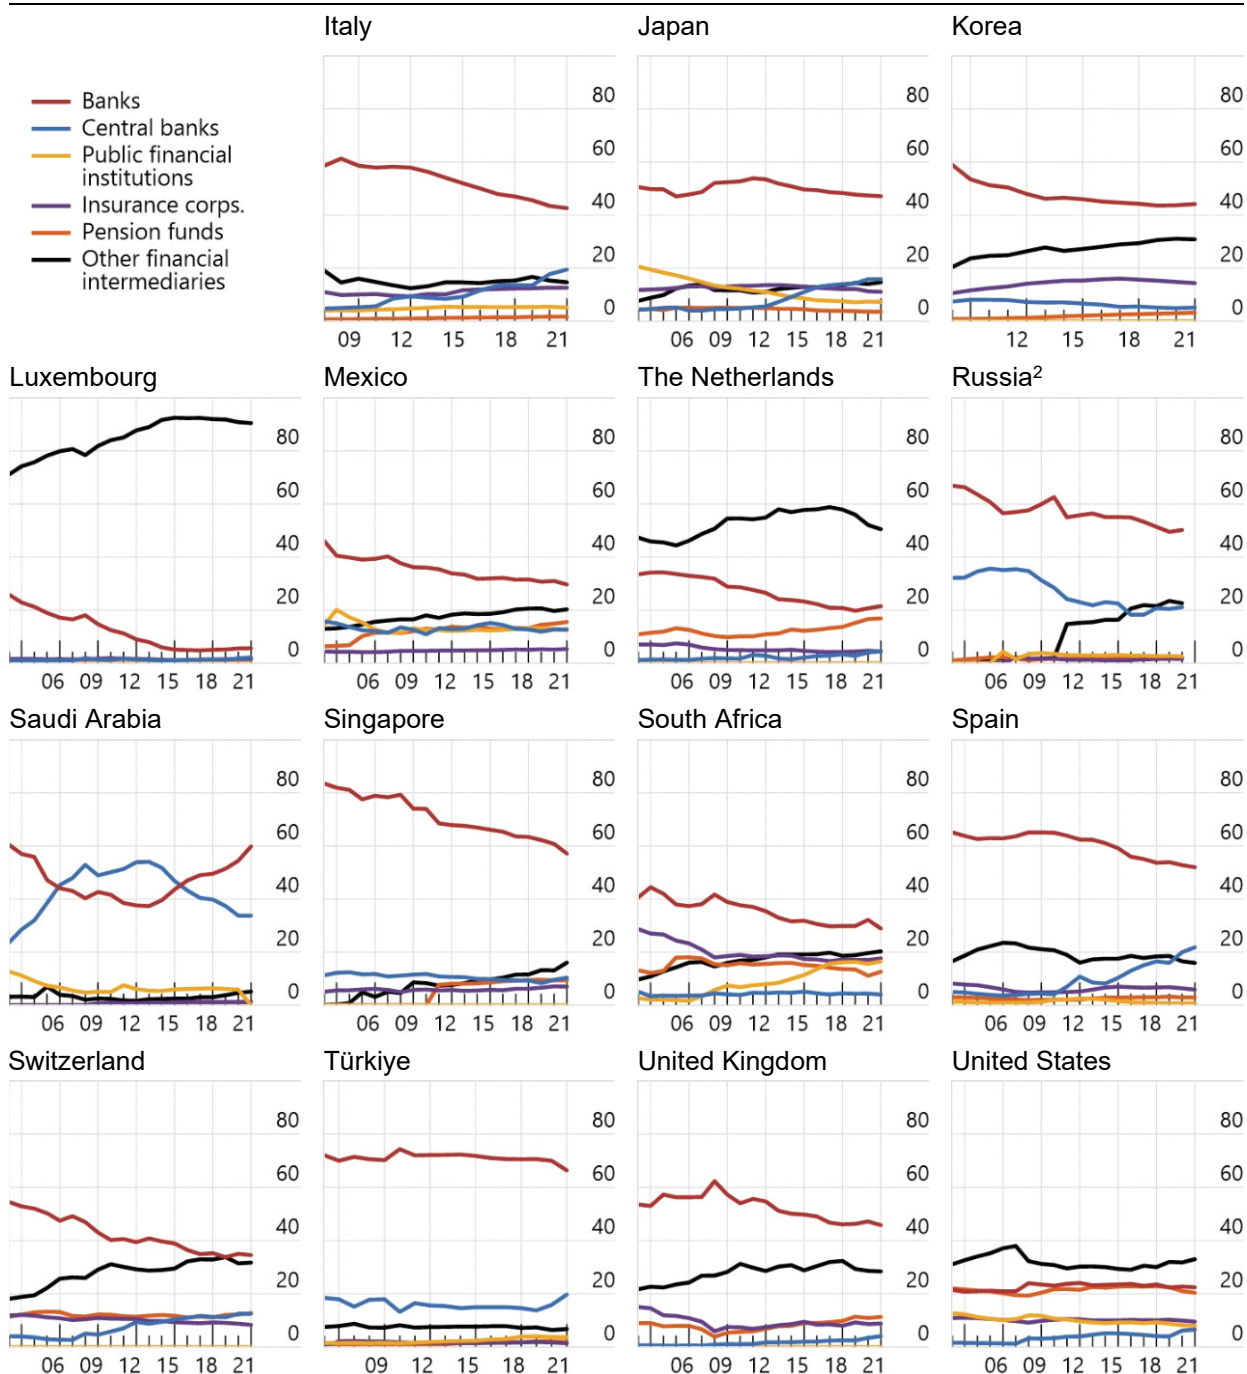 Italy
Japan
Korea
Banks
Central banks
Public financial
institutions
Insurance corps.
Pension funds
Other financial
intermediaries
80 80 80
60 60 60
40 40 40
20 20 20
0 0 0
09 12 15 18 21 06 09 12 15 18 21 12 15 18 21
Luxembourg
Mexico
The Netherlands
Russia²
80 80 80 80
60 60 60 60
40 40 40 40
20 20 20 20
0 0 0 0
06 09 12 15 18 21 06 09 12 15 18 21 06 09 12 15 18 21 06 09 12 15 18 21
Saudi Arabia
Singapore
South Africa
Spain
80 80 80 80
60 60 60 60
40 40 40 40
20 20 20 20
0 0 0 0
06 09 12 15 18 21 06 09 12 15 18 21 06 09 12 15 18 21 06 09 12 15 18 21
Switzerland
Türkiye
United Kingdom
United States
80 80 80 80
60 60 60 60
40 40 40 40
20 20 20 20
0 0 0 0
06 09 12 15 18 21 09 12 15 18 21 06 09 12 15 18 21 06 09 12 15 18 21